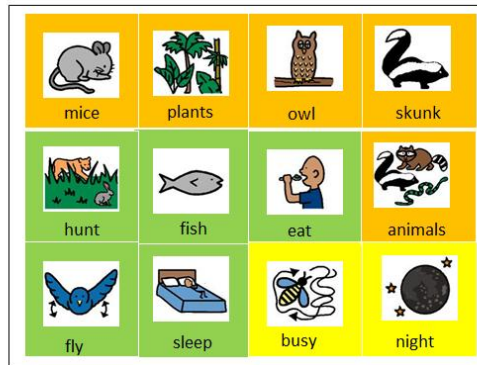 mice plants owl skunk
hunt fish eat animals
fly sleep busy night